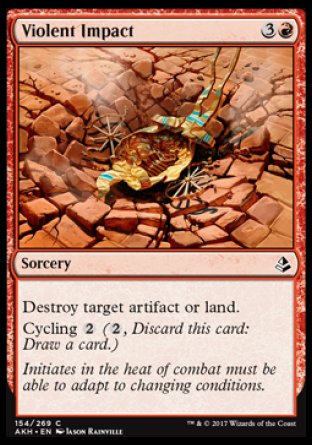 Violent Impact 3
Sorcery
Destroy target artifact or land.
Cycling 2 (2, Discard this card:
Draw a card.)
Initiates in the heat of combat must be
able to adapt to changing conditions.
154/269 C
AKH • EN JASON RAINVILLE
™ & © 2017 Wizards of the Coast